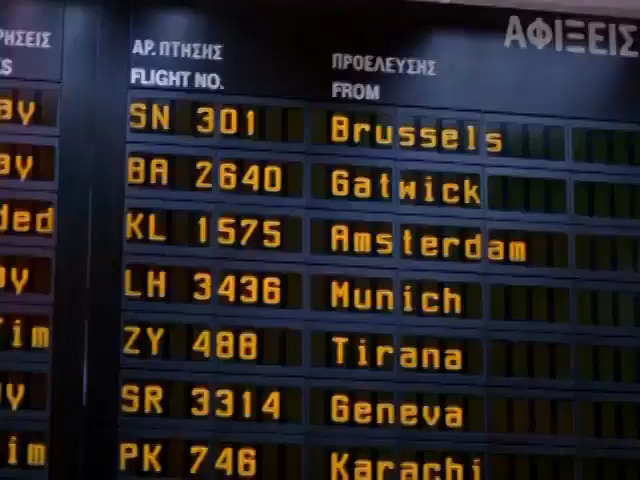 ΑΦΙΞΕΙΣ
ΑΡ. ΠΤΗΣΗΣ ΠΡΟΕΛΕΥΣΗΣ
FLIGHT NO. FROM
SN 301 Brussels
BA 2640 Gatwick
KL 1575 Amsterdam
LH 3436 Munich
ZY 488 Tirana
SR 3314 Geneva
PK 746 Karachi